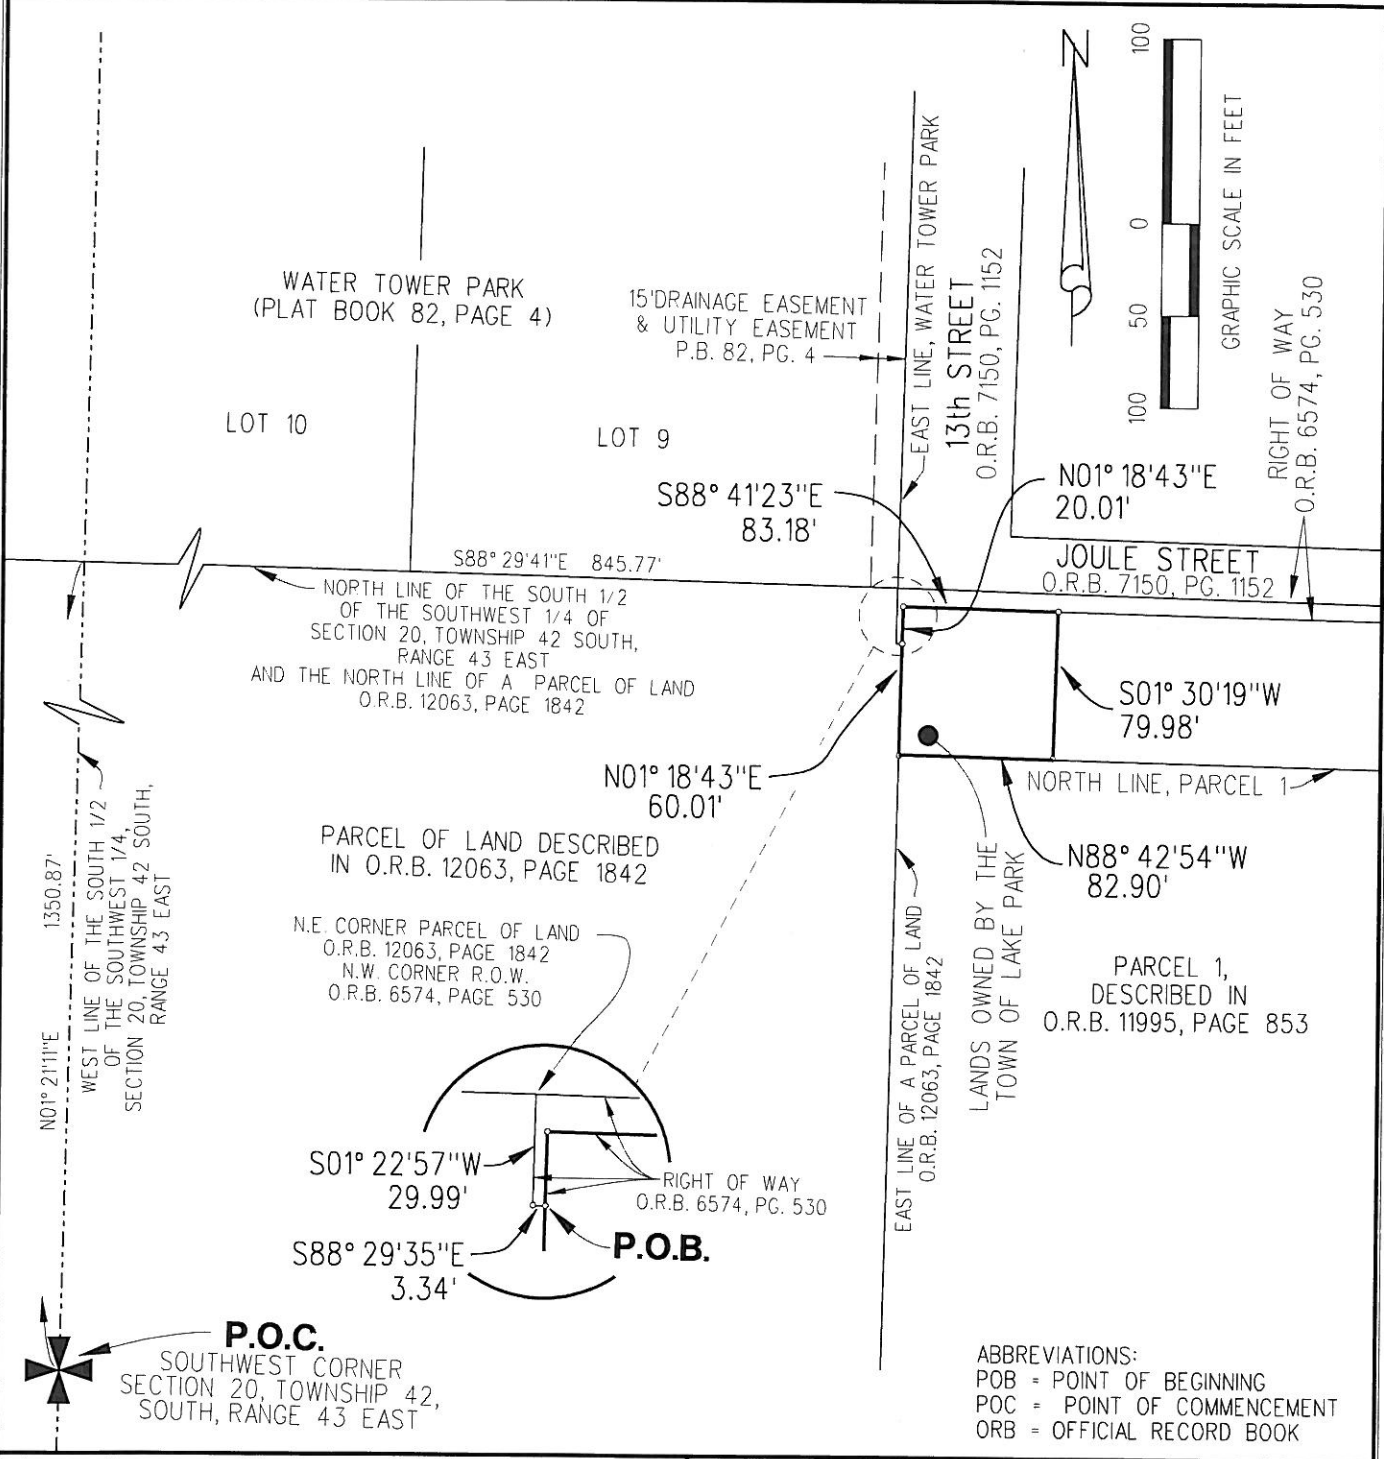 N
100
0
50
100
GRAPHIC SCALE IN FEET
WATER TOWER PARK
(PLAT BOOK 82, PAGE 4)
15'DRAINAGE EASEMENT
& UTILITY EASEMENT
P.B. 82, PG. 4
EAST LINE, WATER TOWER PARK
13th STREET
O.R.B. 7150, PG. 1152
RIGHT OF WAY
O.R.B. 6574, PG. 530
LOT 10
LOT 9
S88° 41'23"E
83.18'
N01° 18'43"E
20.01'
S88° 29'41"E 845.77'
JOULE STREET
O.R.B. 7150, PG. 1152
NORTH LINE OF THE SOUTH 1/2
OF THE SOUTHWEST 1/4 OF
SECTION 20, TOWNSHIP 42 SOUTH,
RANGE 43 EAST
AND THE NORTH LINE OF A PARCEL OF LAND
O.R.B. 12063, PAGE 1842
S01° 30'19"W
79.98'
N01° 18'43"E
60.01'
NORTH LINE, PARCEL 1
N88° 42'54"W
82.90'
PARCEL OF LAND DESCRIBED
IN O.R.B. 12063, PAGE 1842
N01° 21'11"E 1350.87'
WEST LINE OF THE SOUTH 1/2
OF THE SOUTHWEST 1/4,
SECTION 20, TOWNSHIP 42 SOUTH,
RANGE 43 EAST
N.E. CORNER PARCEL OF LAND
O.R.B. 12063, PAGE 1842
N.W. CORNER R.O.W.
O.R.B. 6574, PAGE 530
EAST LINE OF A PARCEL OF LAND
O.R.B. 12063, PAGE 1842
LANDS OWNED BY THE
TOWN OF LAKE PARK
PARCEL 1,
DESCRIBED IN
O.R.B. 11995, PAGE 853
S01° 22'57"W
29.99'
RIGHT OF WAY
O.R.B. 6574, PG. 530
S88° 29'35"E
3.34'
P.O.B.
P.O.C.
SOUTHWEST CORNER
SECTION 20, TOWNSHIP 42,
SOUTH, RANGE 43 EAST
ABBREVIATIONS:
POB = POINT OF BEGINNING
POC = POINT OF COMMENCEMENT
ORB = OFFICIAL RECORD BOOK